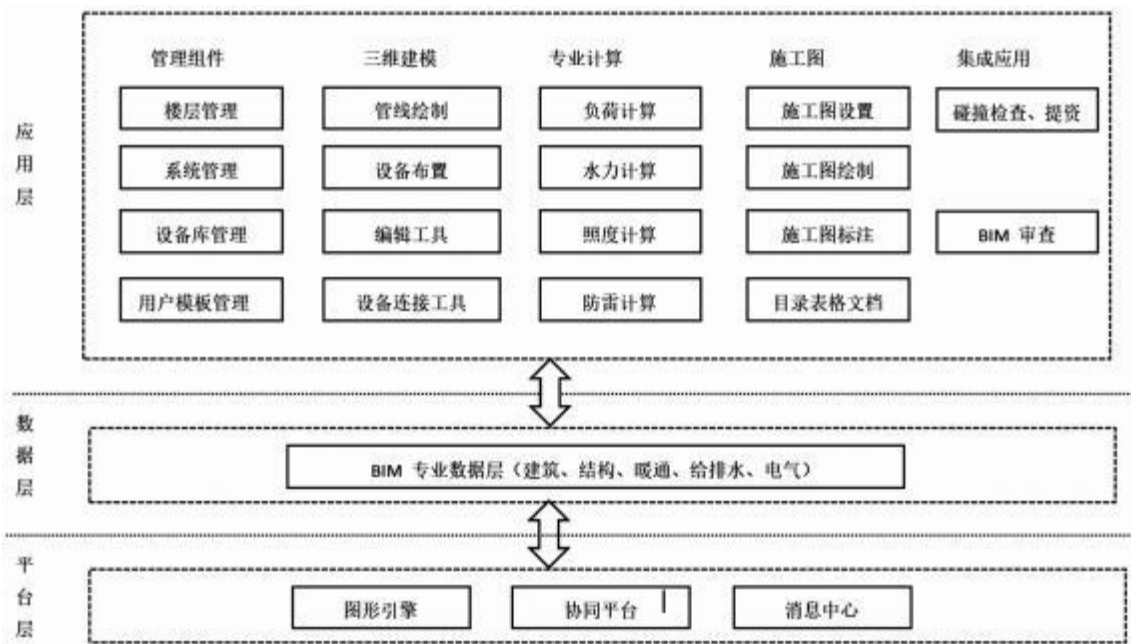 管理组件 三维建模 专业计算 施工图 集成应用
楼层管理 管线绘制 负荷计算 施工图设置 碰撞检查、提资
系统管理 设备布置 水力计算 施工图绘制
设备库管理 编辑工具 照度计算 施工图标注 BIM 审查
用户模板管理 设备连接工具 防雷计算 目录表格文档
应用层
数据层
BIM 专业数据层（建筑、结构、暖通、给排水、电气）
平台层
图形引擎 协同平台 消息中心